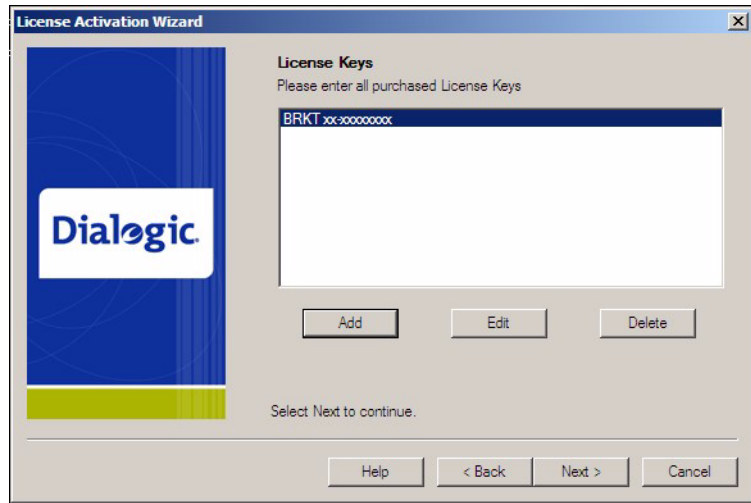 License Activation Wizard
License Keys
Please enter all purchased License Keys
BRKT xx-xxxxxxxx
Dialogic.
Add
Edit
Delete
Select Next to continue.
Help
< Back
Next >
Cancel